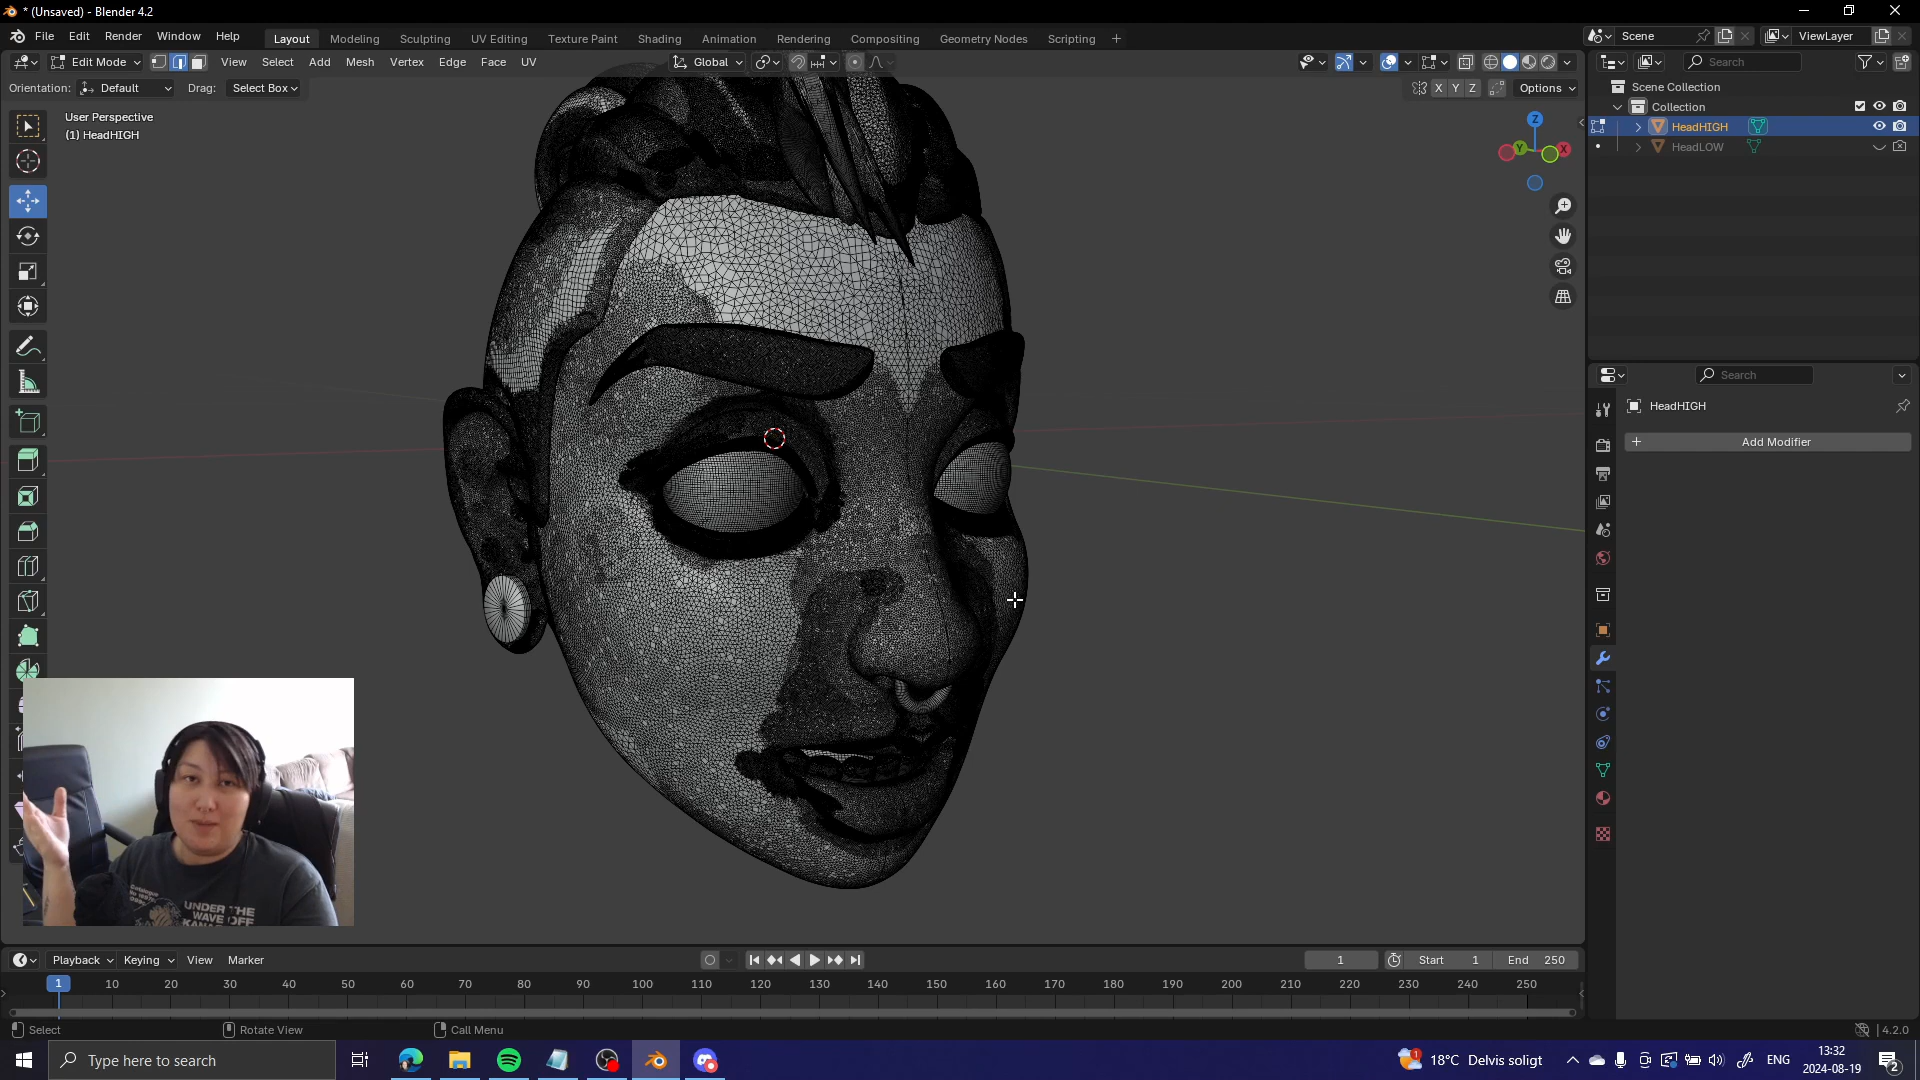 * (Unsaved) - Blender 4.2
File Edit Render Window Help
Layout Modeling Sculpting UV Editing Texture Paint Shading Animation Rendering Compositing Geometry Nodes Scripting +
Scene
ViewLayer
Edit Mode View Select Add Mesh Vertex Edge Face UV
Global
Search
Orientation: Default Drag: Select Box
X Y Z Options
User Perspective
(1) HeadHIGH
Z
Y
X
Scene Collection
Collection
HeadHIGH
HeadLOW
Search
HeadHIGH
+ Add Modifier
UNDER THE
WAVE OFF
Playback Keying View Marker
1 Start 1 End 250
1 10 20 30 40 50 60 70 80 90 100 110 120 130 140 150 160 170 180 190 200 210 220 230 240 250
Select Rotate View Call Menu
4.2.0
Type here to search
1
18°C Delvis soligt
ENG
13:32
2024-08-19
2